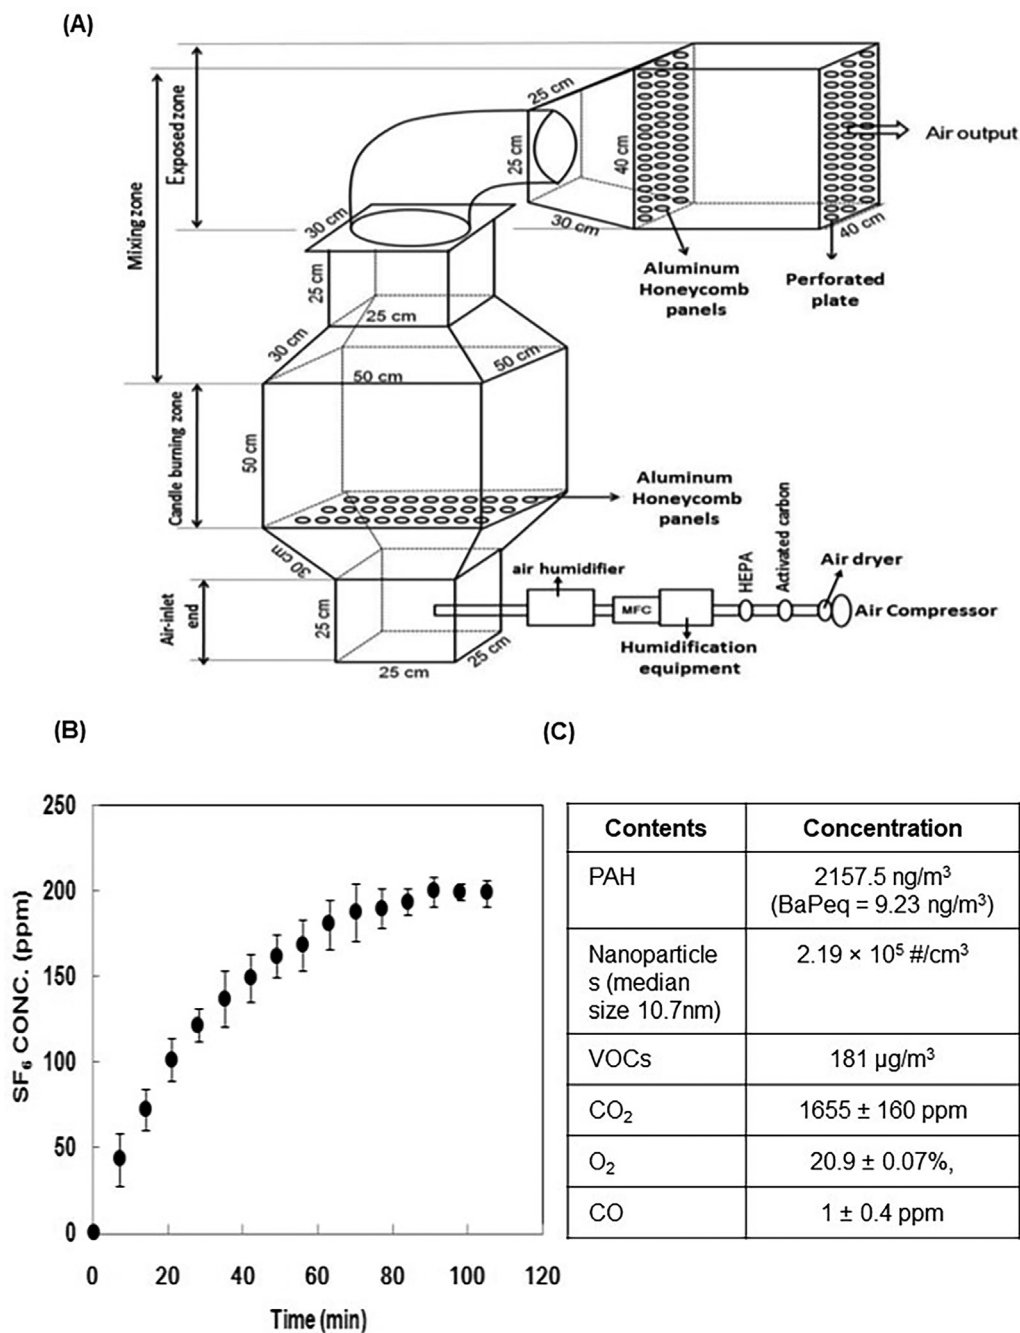 (A)
Exposed zone
Mixing zone
Candle burning zone
Air-inlet
end
25 cm
25 cm
40 cm
30 cm
40 cm
Air output
Aluminum
Honeycomb
panels
Perforated
plate
30 cm
25 cm
25 cm
30 cm
50 cm
50 cm
50 cm
Aluminum
Honeycomb
panels
30 cm
25 cm
25 cm
25 cm
air humidifier
MFC
Humidification
equipment
HEPA
Activated carbon
Air dryer
Air Compressor
(B)
SF6 CONC. (ppm)
250
200
150
100
50
0
0 20 40 60 80 100 120
Time (min)
(C)
Contents Concentration
PAH 2157.5 ng/m³
(BaPeq = 9.23 ng/m³)
Nanoparticle 2.19 × 10⁵ #/cm³
s (median
size 10.7nm)
VOCs 181 µg/m³
CO₂ 1655 ± 160 ppm
O₂ 20.9 ± 0.07%,
CO 1 ± 0.4 ppm